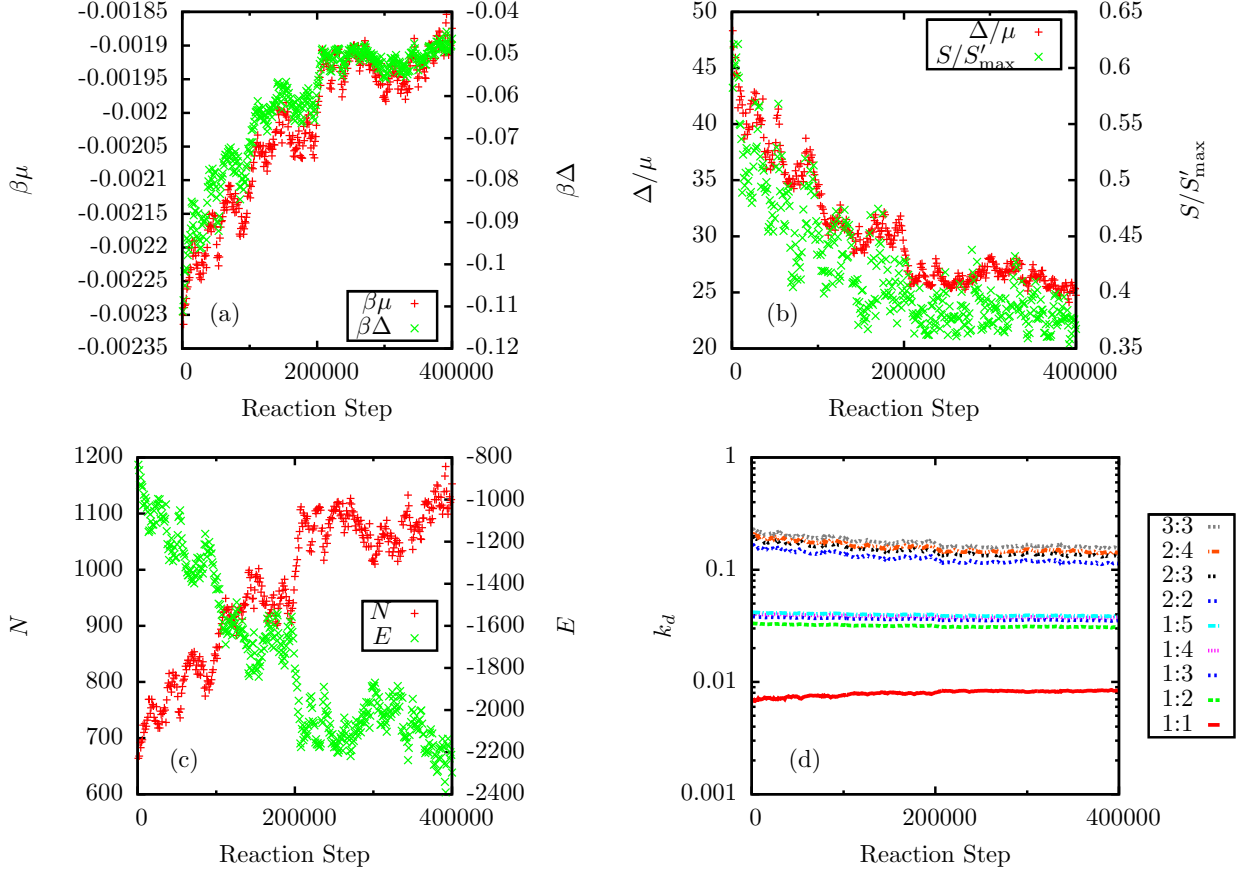 -0.00185
-0.0019
-0.00195
-0.002
-0.00205
-0.0021
-0.00215
-0.0022
-0.00225
-0.0023
-0.00235
βμ
-0.04
-0.05
-0.06
-0.07
-0.08
-0.09
-0.1
-0.11
-0.12
βΔ
(a)
βμ
βΔ
0 200000 400000
Reaction Step
50
45
40
35
30
25
20
Δ/μ
0.65
0.6
0.55
0.5
0.45
0.4
0.35
S/S′max
Δ/μ
S/S′max
(b)
0 200000 400000
Reaction Step
1200
1100
1000
900
800
700
600
N
-800
-1000
-1200
-1400
-1600
-1800
-2000
-2200
-2400
E
N
E
(c)
0 200000 400000
Reaction Step
1
0.1
0.01
0.001
k_d
(d)
0 200000 400000
Reaction Step
3:3
2:4
2:3
2:2
1:5
1:4
1:3
1:2
1:1